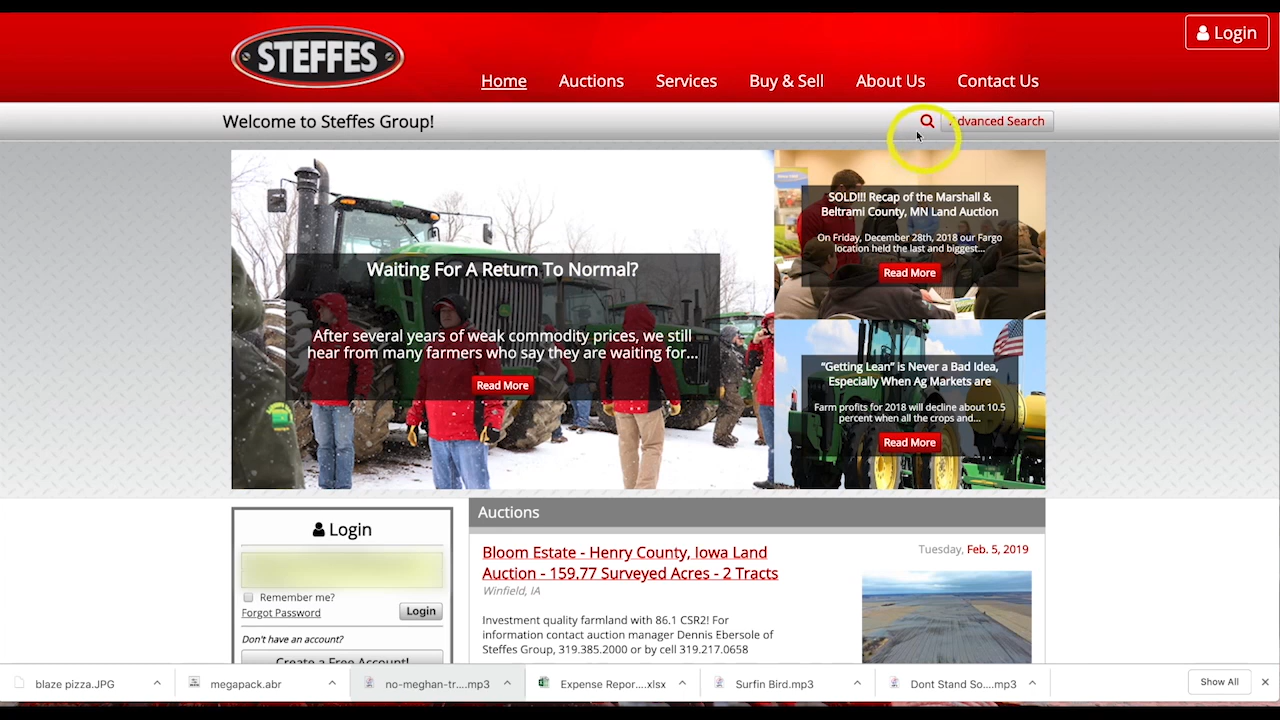 Login
STEFFES
Home Auctions Services Buy & Sell About Us Contact Us
Welcome to Steffes Group!
Advanced Search
Waiting For A Return To Normal?
After several years of weak commodity prices, we still
hear from many farmers who say they are waiting for...
Read More
SOLD!!! Recap of the Marshall &
Beltrami County, MN Land Auction
On Friday, December 28th, 2018 our Fargo
location held the last and biggest...
Read More
“Getting Lean” is Never a Bad Idea,
Especially When Ag Markets are
Farm profits for 2018 will decline about 10.5
percent when all the crops and...
Read More
Login
Remember me?
Forgot Password
Login
Don't have an account?
Create a Free Account!
Auctions
Bloom Estate - Henry County, Iowa Land
Auction - 159.77 Surveyed Acres - 2 Tracts
Winfield, IA
Tuesday, Feb. 5, 2019
Investment quality farmland with 86.1 CSR2! For
information contact auction manager Dennis Ebersole of
Steffes Group, 319.385.2000 or by cell 319.217.0658
blaze pizza.JPG megapack.abr no-meghan-tr....mp3 Expense Repor....xlsx Surfin Bird.mp3 Dont Stand So....mp3 Show All